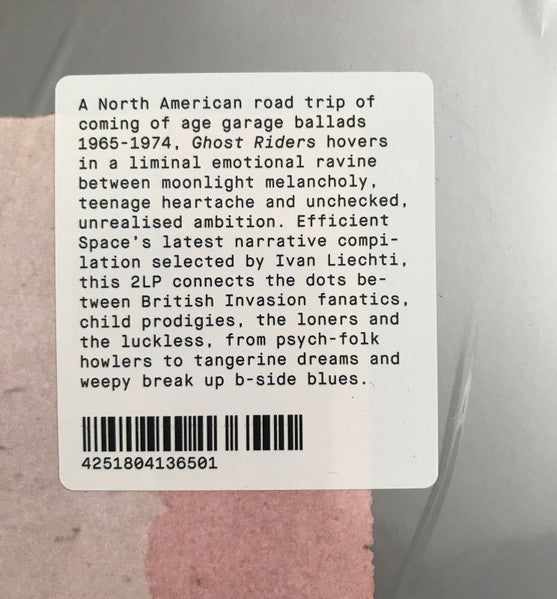 A North American road trip of
coming of age garage ballads
1965-1974, Ghost Riders hovers
in a liminal emotional ravine
between moonlight melancholy,
teenage heartache and unchecked,
unrealised ambition. Efficient
Space's latest narrative compi-
lation selected by Ivan Liechti,
this 2LP connects the dots be-
tween British Invasion fanatics,
child prodigies, the loners and
the luckless, from psych-folk
howlers to tangerine dreams and
weepy break up b-side blues.
4251804136501